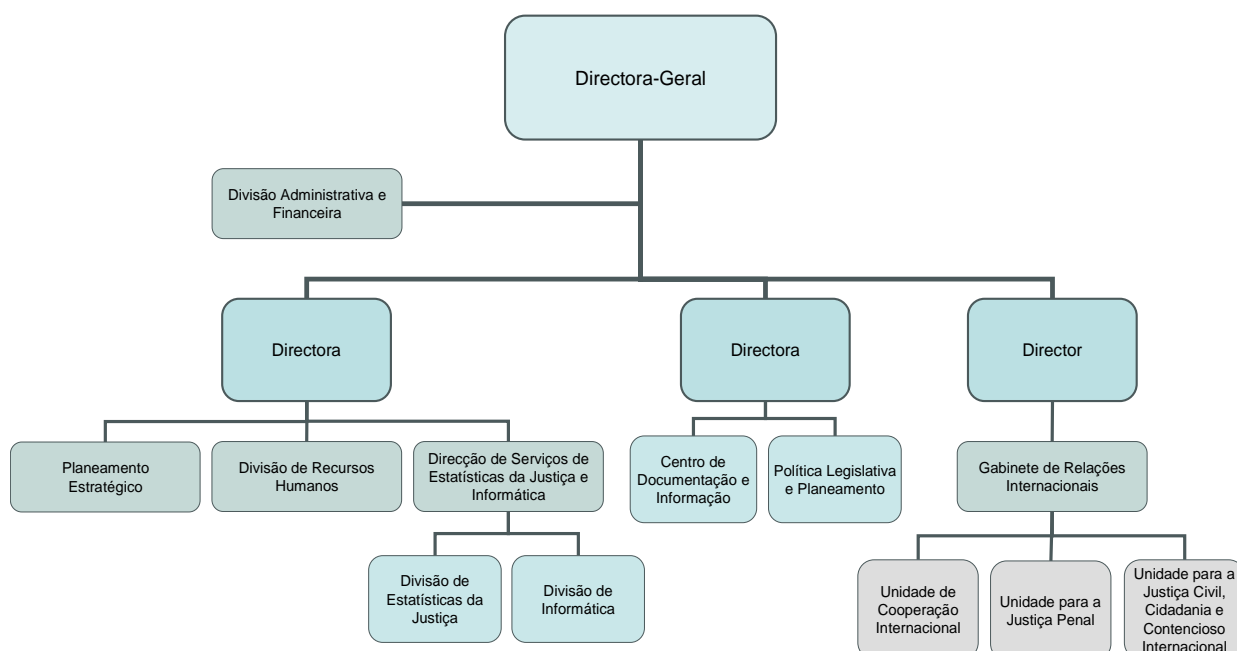 Directora-Geral
Divisão Administrativa e
Financeira
Directora
Directora
Director
Planeamento
Estratégico
Divisão de Recursos
Humanos
Direcção de Serviços de
Estatísticas da Justiça e
Informática
Centro de
Documentação e
Informação
Política Legislativa
e Planeamento
Gabinete de Relações
Internacionais
Divisão de
Estatísticas da
Justiça
Divisão de
Informática
Unidade de
Cooperação
Internacional
Unidade para a
Justiça Penal
Unidade para a
Justiça Civil,
Cidadania e
Contencioso
Internacional